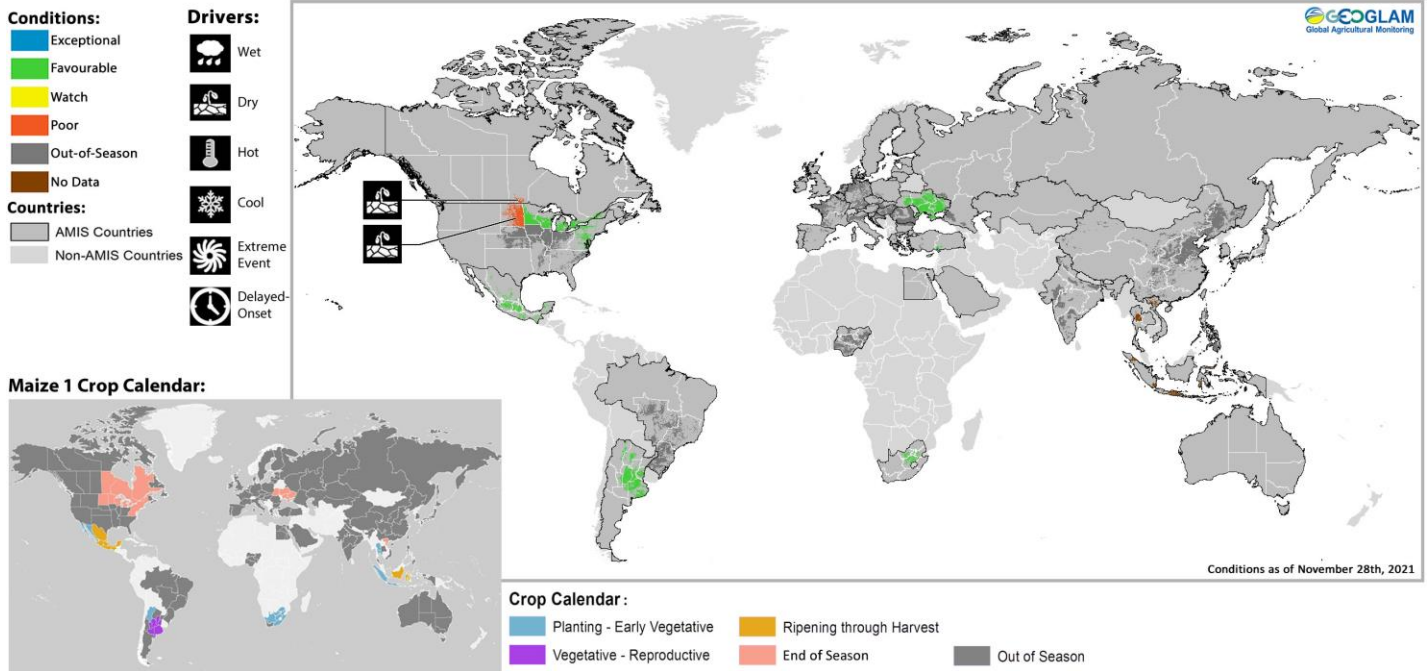 Conditions:
Exceptional
Favourable
Watch
Poor
Out-of-Season
No Data
Countries:
AMIS Countries
Non-AMIS Countries
Drivers:
Wet
Dry
Hot
Cool
Extreme
Event
Delayed-
Onset
GEOGLAM
Global Agricultural Monitoring
Conditions as of November 28th, 2021
Maize 1 Crop Calendar:
Crop Calendar :
Planting - Early Vegetative
Ripening through Harvest
Vegetative - Reproductive
End of Season
Out of Season